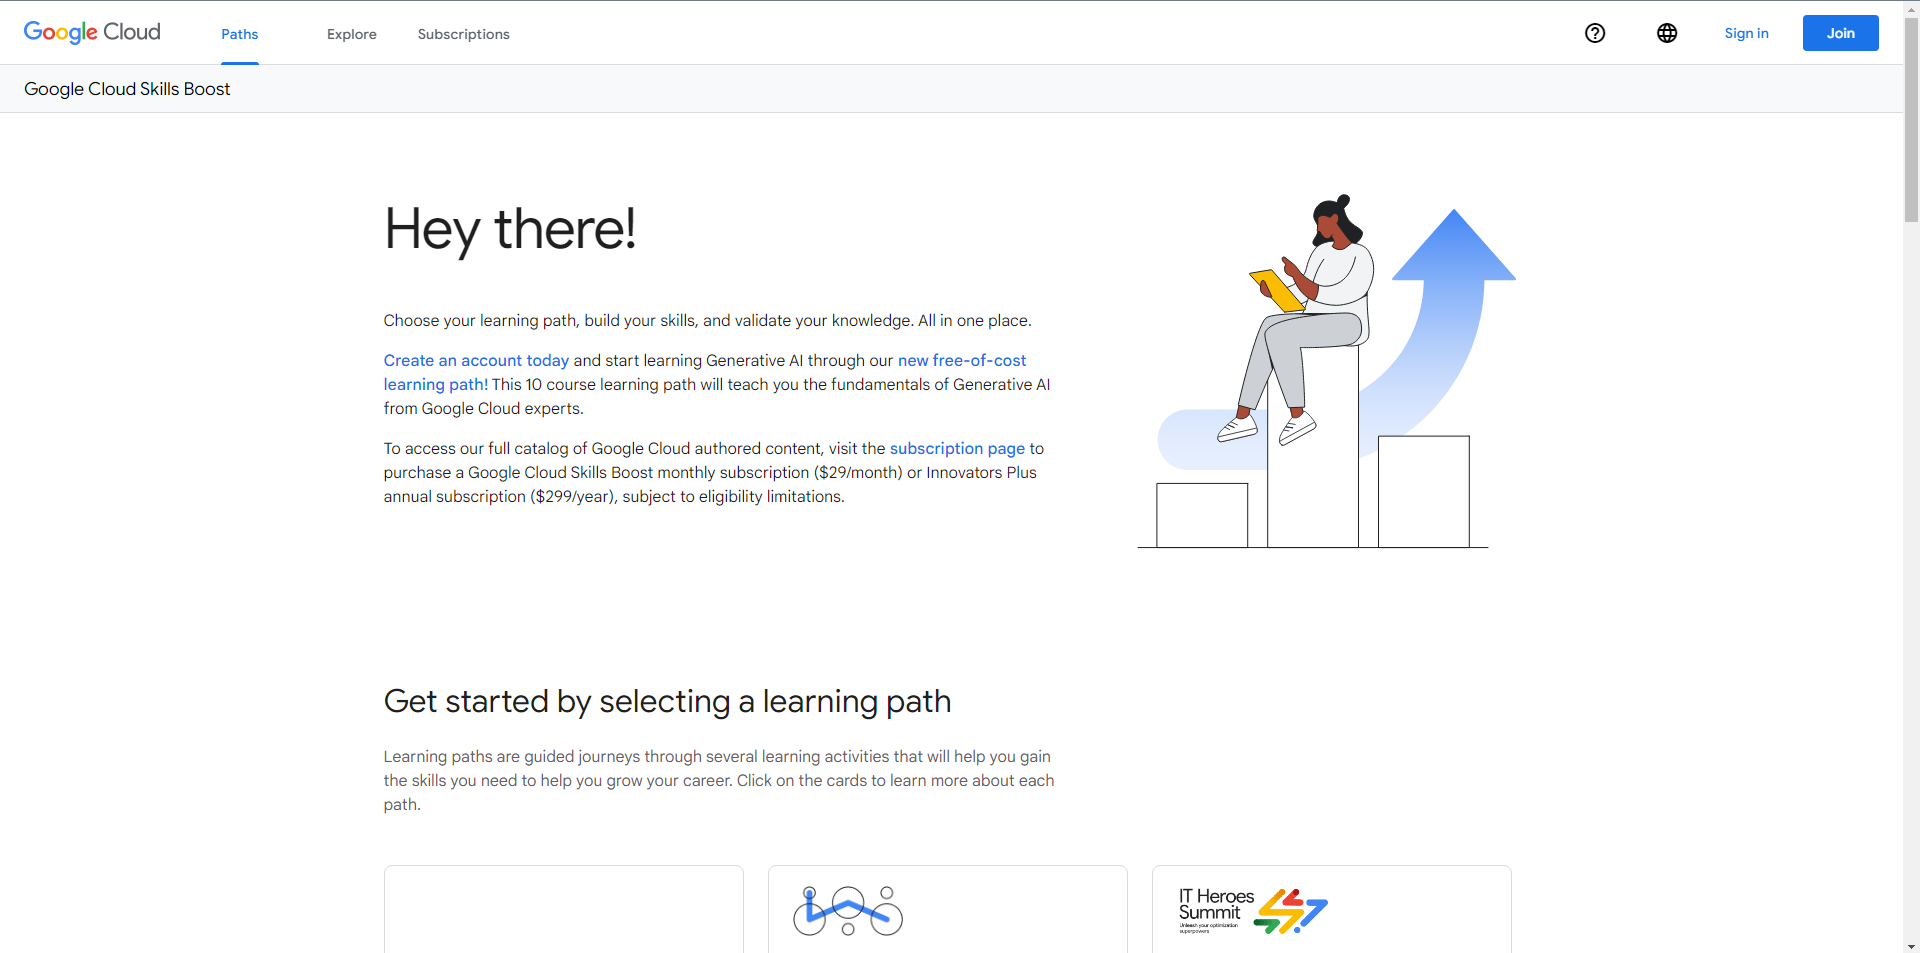 Google Cloud
Paths
Explore
Subscriptions
Sign in
Join
Google Cloud Skills Boost
Hey there!
Choose your learning path, build your skills, and validate your knowledge. All in one place.
Create an account today and start learning Generative AI through our new free-of-cost
learning path! This 10 course learning path will teach you the fundamentals of Generative AI
from Google Cloud experts.
To access our full catalog of Google Cloud authored content, visit the subscription page to
purchase a Google Cloud Skills Boost monthly subscription ($29/month) or Innovators Plus
annual subscription ($299/year), subject to eligibility limitations.
Get started by selecting a learning path
Learning paths are guided journeys through several learning activities that will help you gain
the skills you need to help you grow your career. Click on the cards to learn more about each
path.
IT Heroes
Summit
Unleash your optimization
superpowers